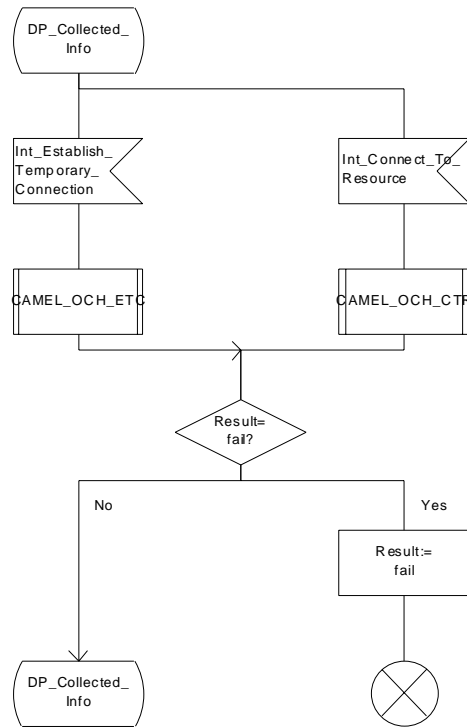 DP_Collected_
Info
Int_Establish_
Temporary_
Connection
Int_Connect_To_
Resource
CAMEL_OCH_ETC
CAMEL_OCH_CTR
Result=
fail?
No
Yes
Result:=
fail
DP_Collected_
Info